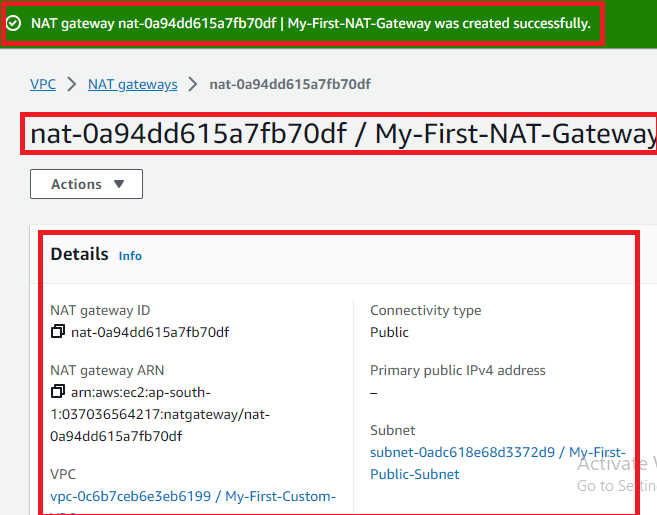 NAT gateway nat-0a94dd615a7fb70df | My-First-NAT-Gateway was created successfully.
VPC > NAT gateways > nat-0a94dd615a7fb70df
nat-0a94dd615a7fb70df / My-First-NAT-Gateway
Actions ▼
Details Info
NAT gateway ID
nat-0a94dd615a7fb70df
NAT gateway ARN
arn:aws:ec2:ap-south-
1:037036564217:natgateway/nat-
0a94dd615a7fb70df
VPC
vpc-0c6b7ceb6e3eb6199 / My-First-Custom-
Connectivity type
Public
Primary public IPv4 address
–
Subnet
subnet-0adc618e68d3372d9 / My-First-
Public-Subnet
Activate
Go to